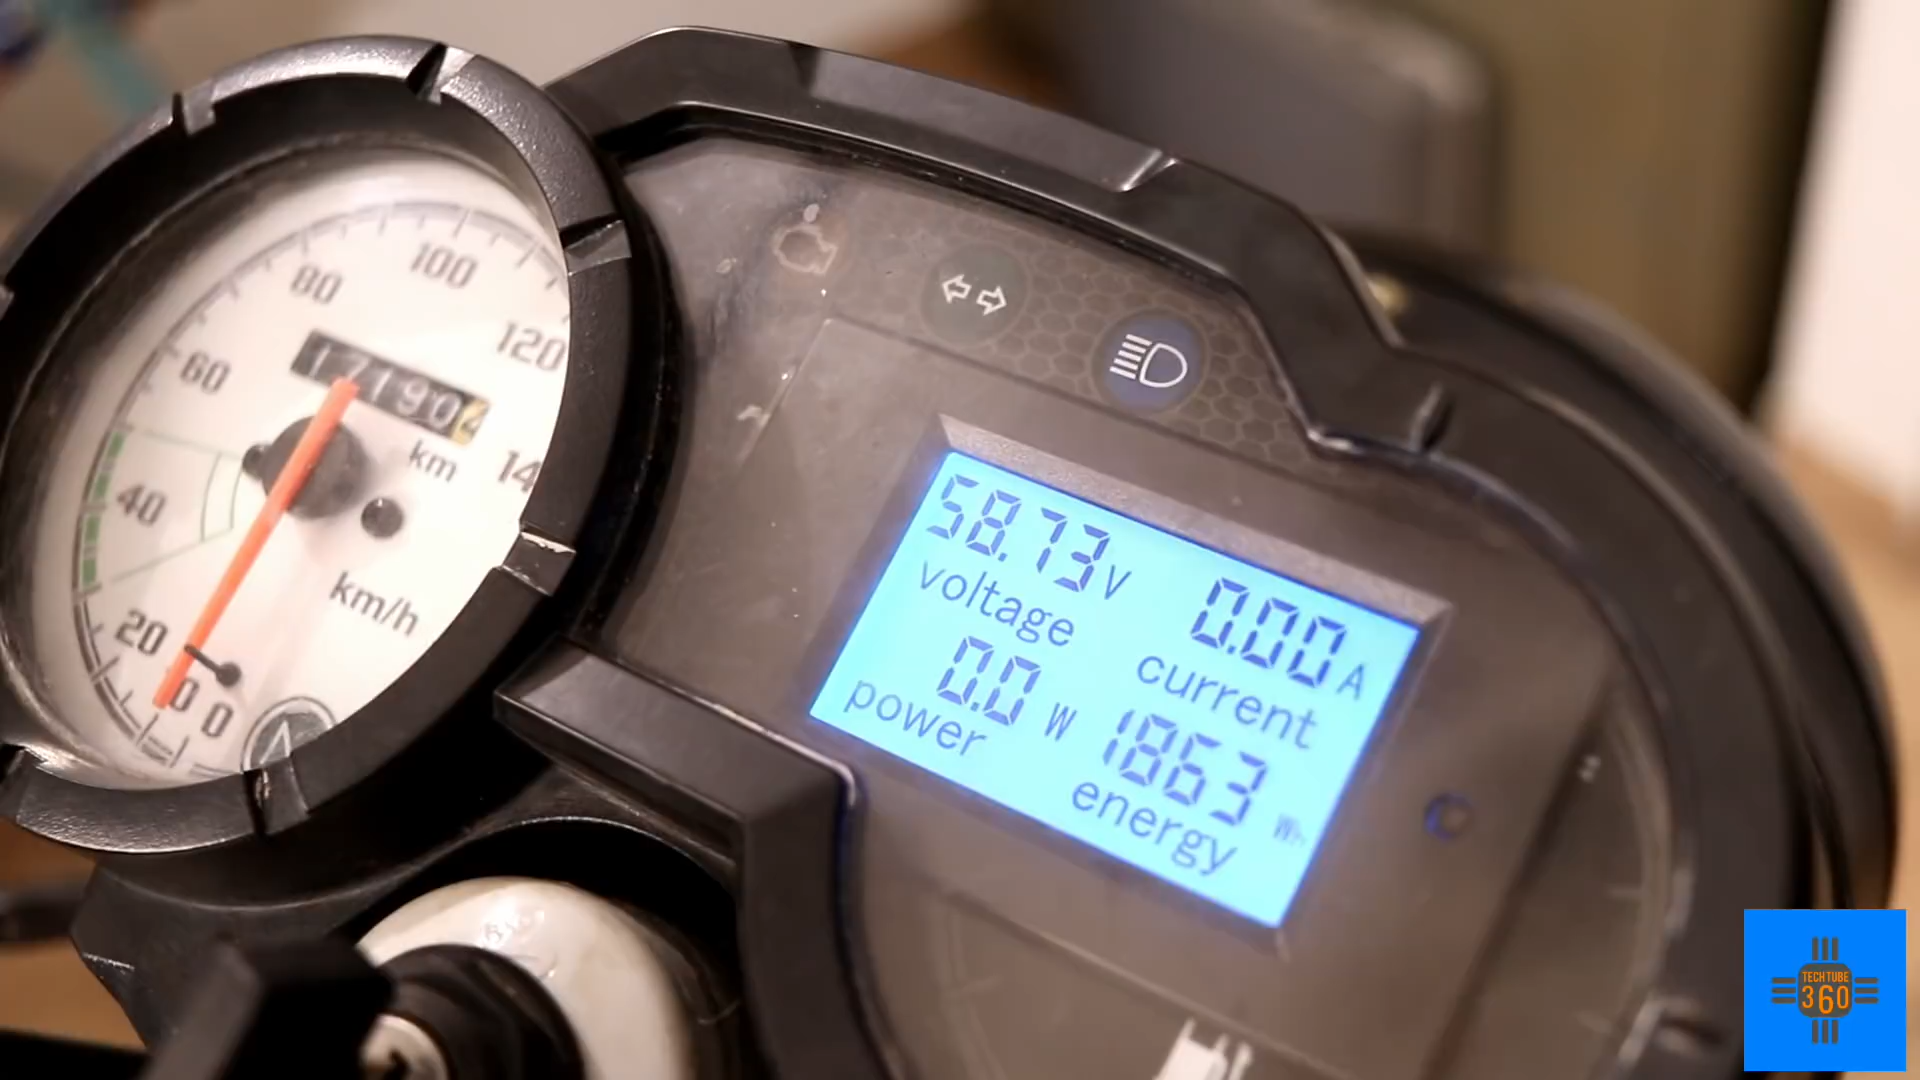 100
80
120
60
17190
km
14
40
km/h
20
0
58.73 V
voltage
0.00 A
current
0.0 W
power
1863 Wh
energy
TECH TUBE
360